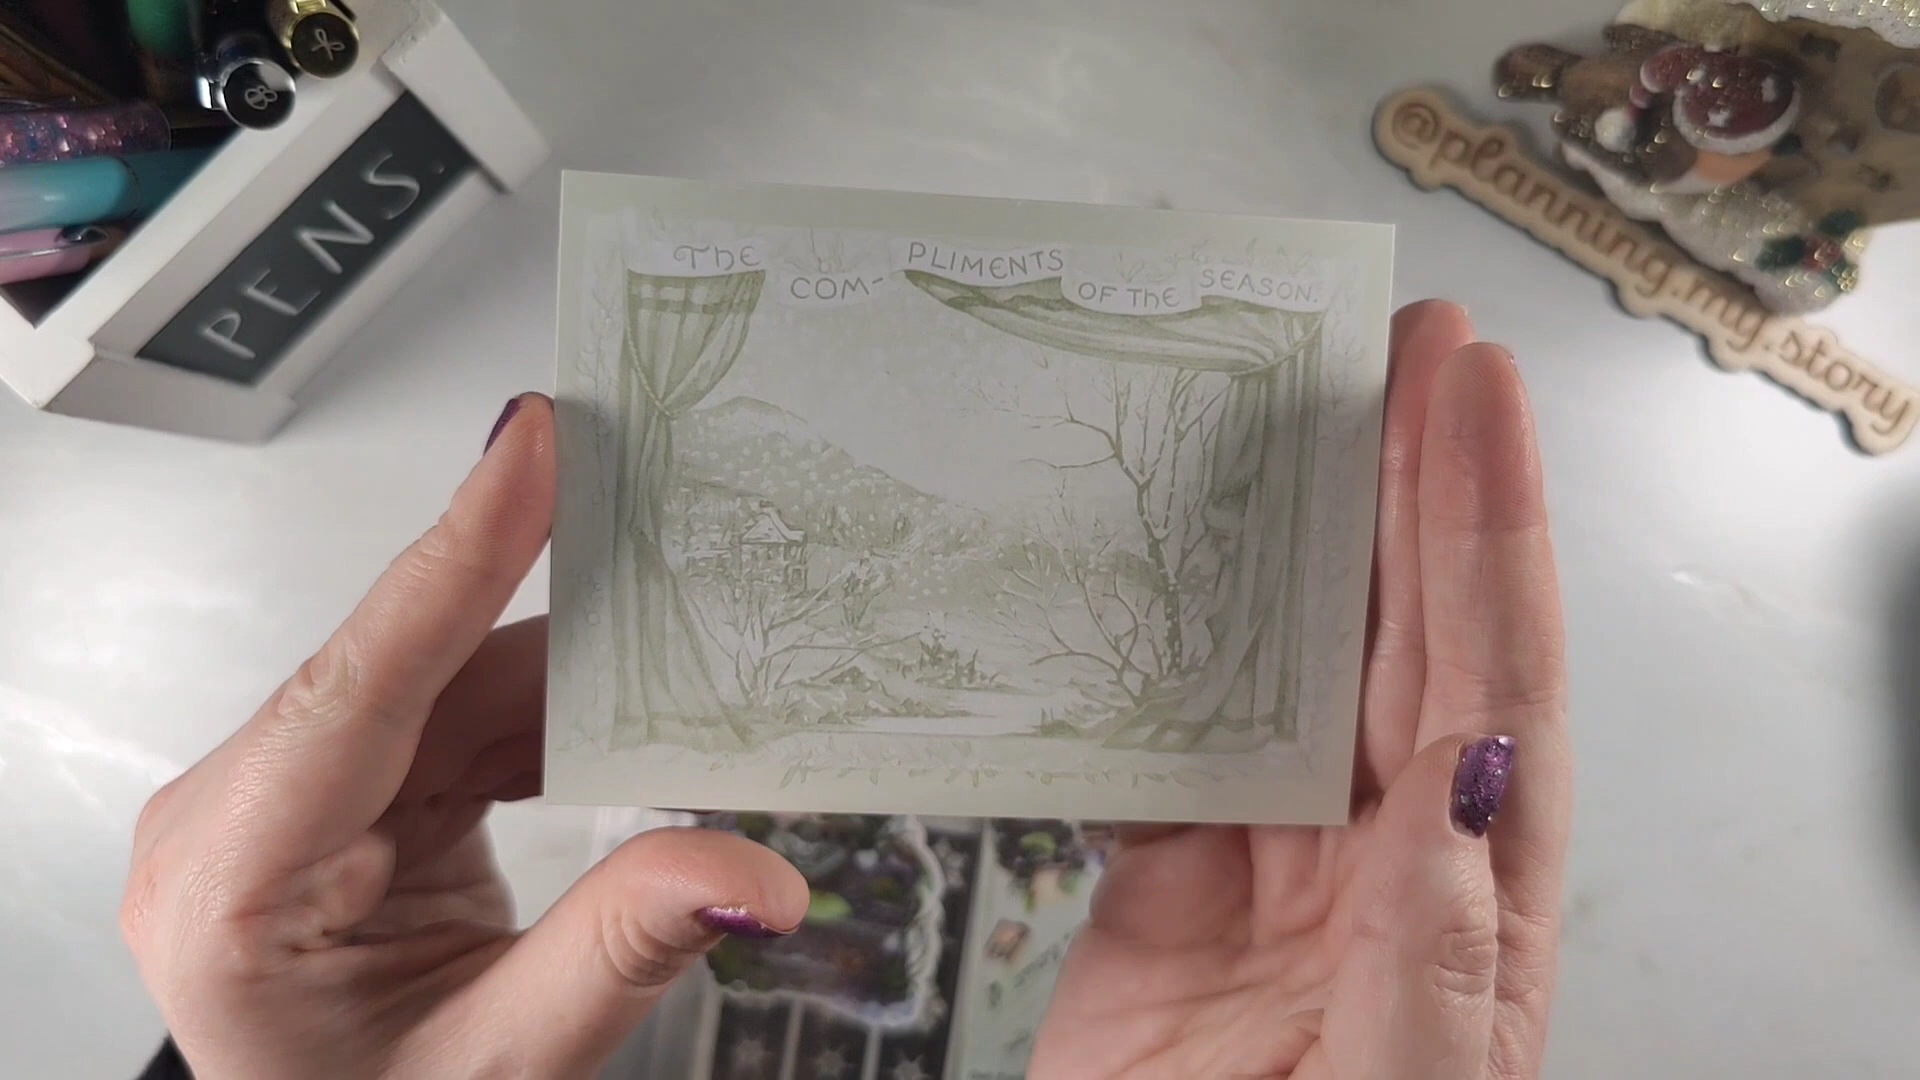 PENS.
@planning.my.story
The COM- PLIMENTS OF The SEASON.